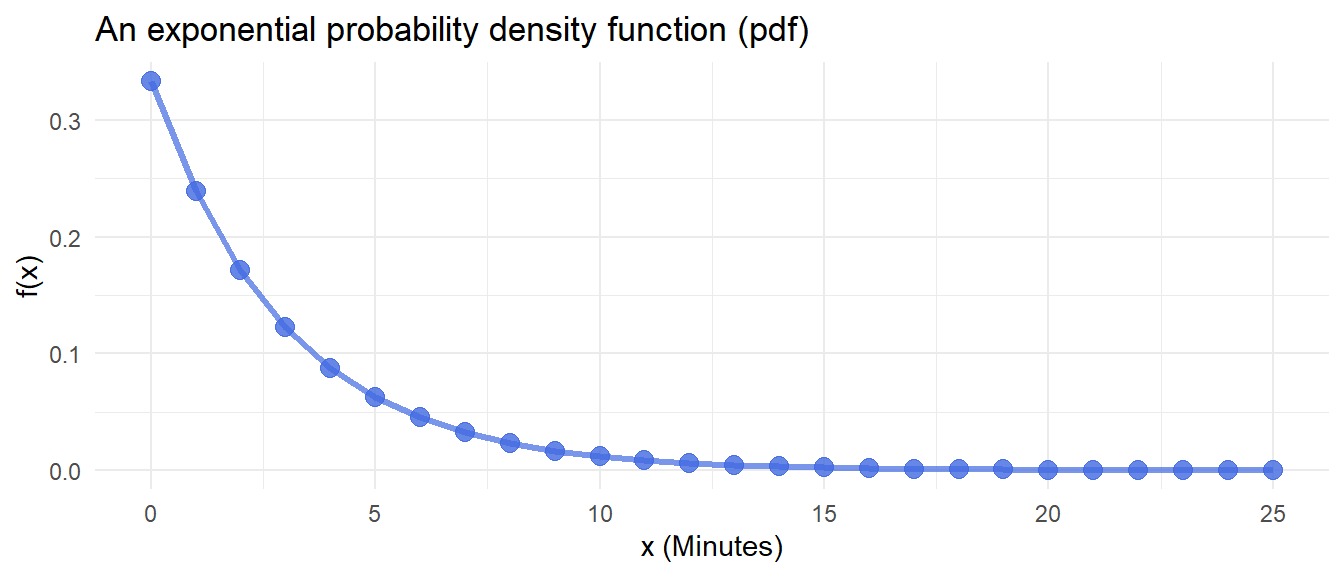 An exponential probability density function (pdf)
0.3
0.2
0.1
0.0
f(x)
0 5 10 15 20 25
x (Minutes)